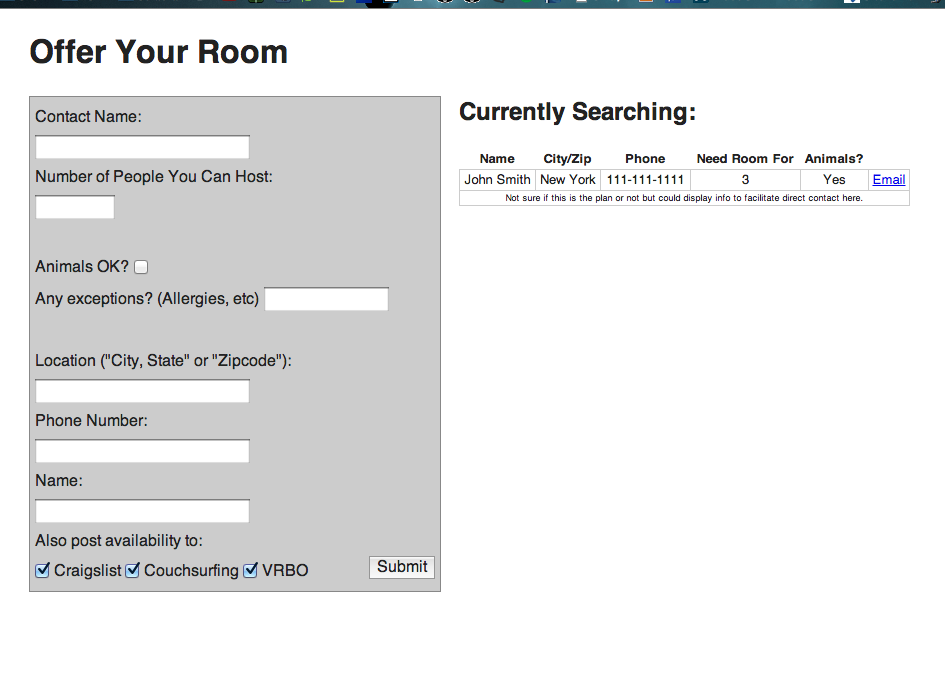 Offer Your Room
Contact Name:
Number of People You Can Host:
Animals OK?
Any exceptions? (Allergies, etc)
Location ("City, State" or "Zipcode"):
Phone Number:
Name:
Also post availability to:
Craigslist Couchsurfing VRBO Submit
Currently Searching:
Name City/Zip Phone Need Room For Animals?
John Smith New York 111-111-1111 3 Yes Email
Not sure if this is the plan or not but could display info to facilitate direct contact here.